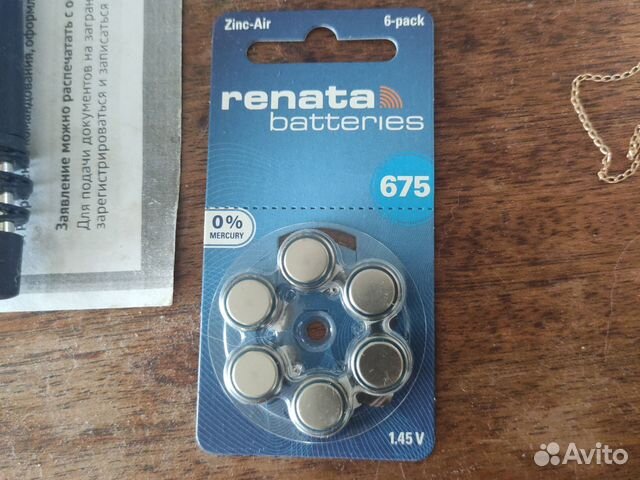 Zinc-Air 6-pack
renata
batteries
675
0%
MERCURY
1.45 V
Заявление можно распечатать с
Для подачи документов на загран
зарегистрироваться и записаться
Avito